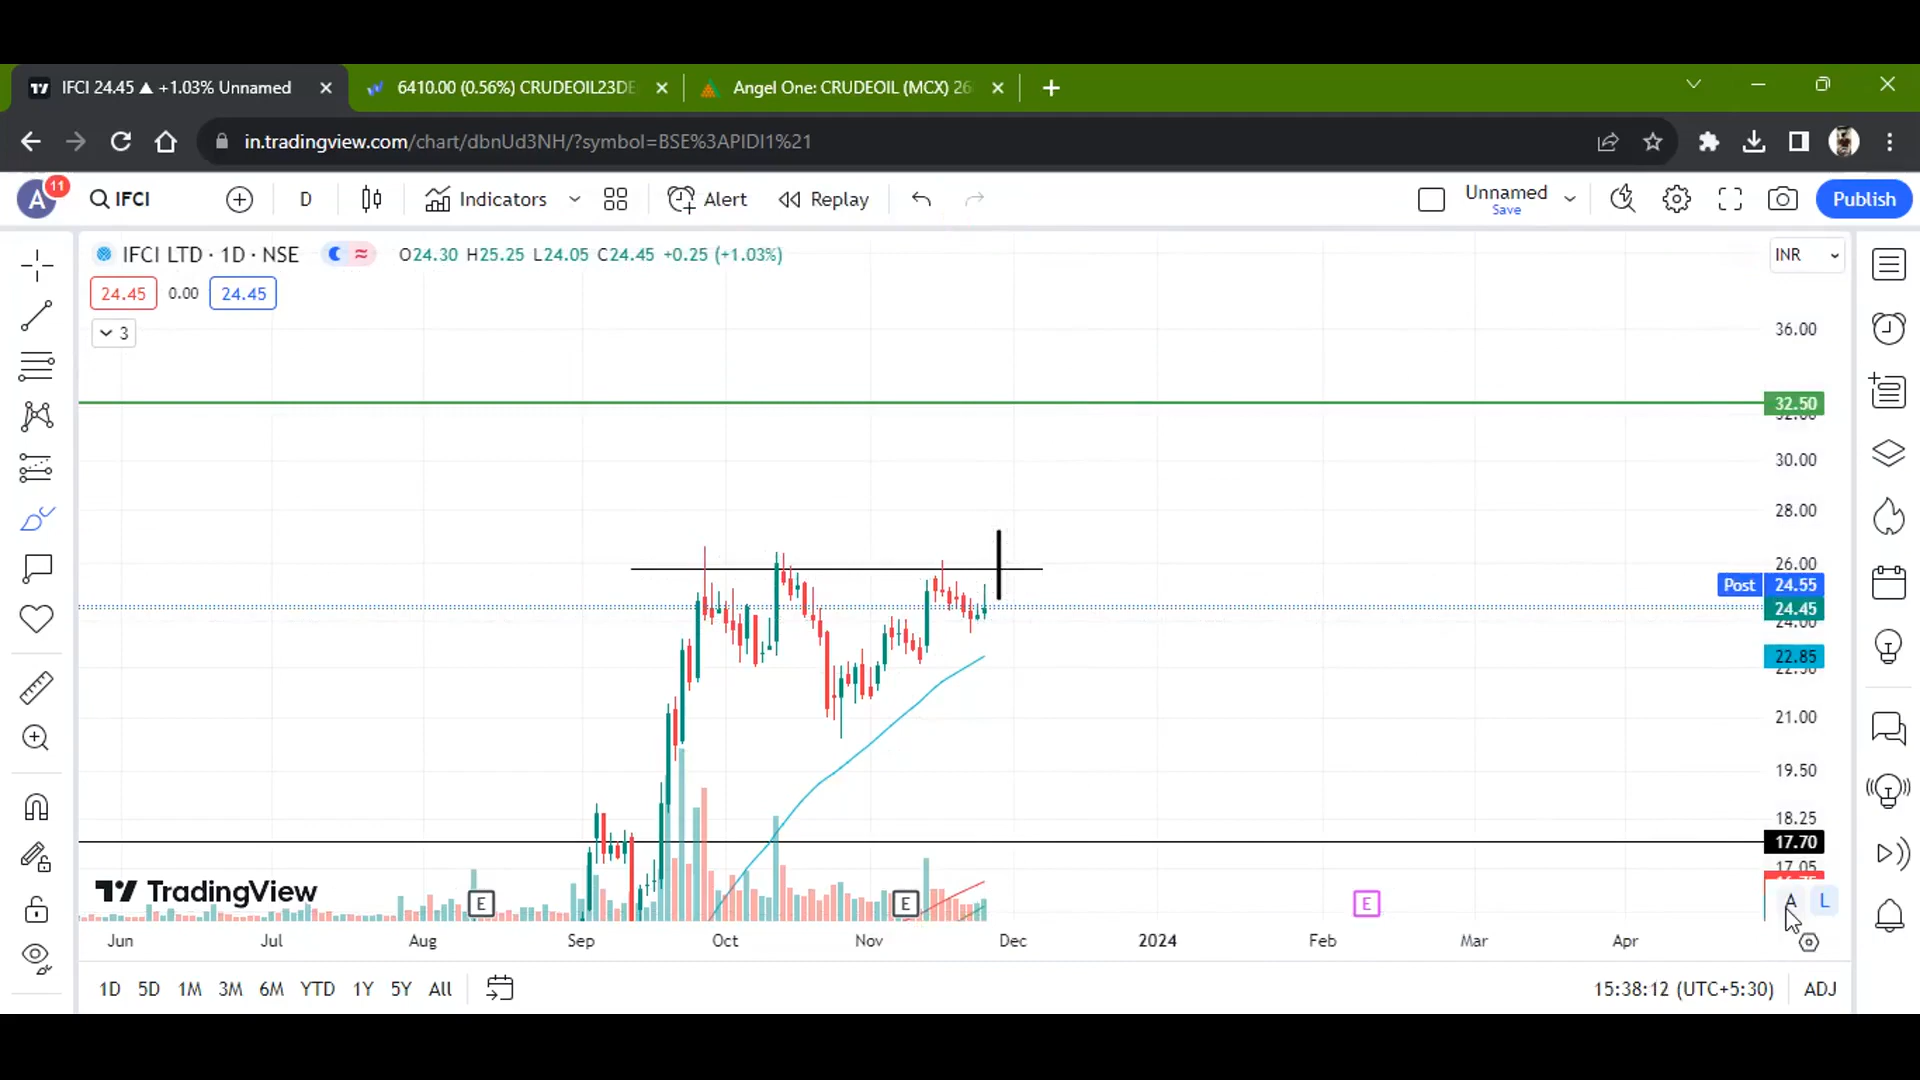 IFCI 24.45 ▲ +1.03% Unnamed
6410.00 (0.56%) CRUDEOIL23DE
Angel One: CRUDEOIL (MCX) 26
in.tradingview.com/chart/dbnUd3NH/?symbol=BSE%3APIDI1%21
A
11
IFCI
D
Indicators
Alert
Replay
Unnamed
Save
Publish
IFCI LTD · 1D · NSE
O24.30 H25.25 L24.05 C24.45 +0.25 (+1.03%)
INR
24.45 0.00 24.45
3
36.00
32.50
30.00
28.00
26.00
Post 24.55
24.45
24.00
22.85
21.00
19.50
18.25
17.70
17.05
TradingView
E
E
E
A L
Jun Jul Aug Sep Oct Nov Dec 2024 Feb Mar Apr
1D 5D 1M 3M 6M YTD 1Y 5Y All
15:38:12 (UTC+5:30) ADJ